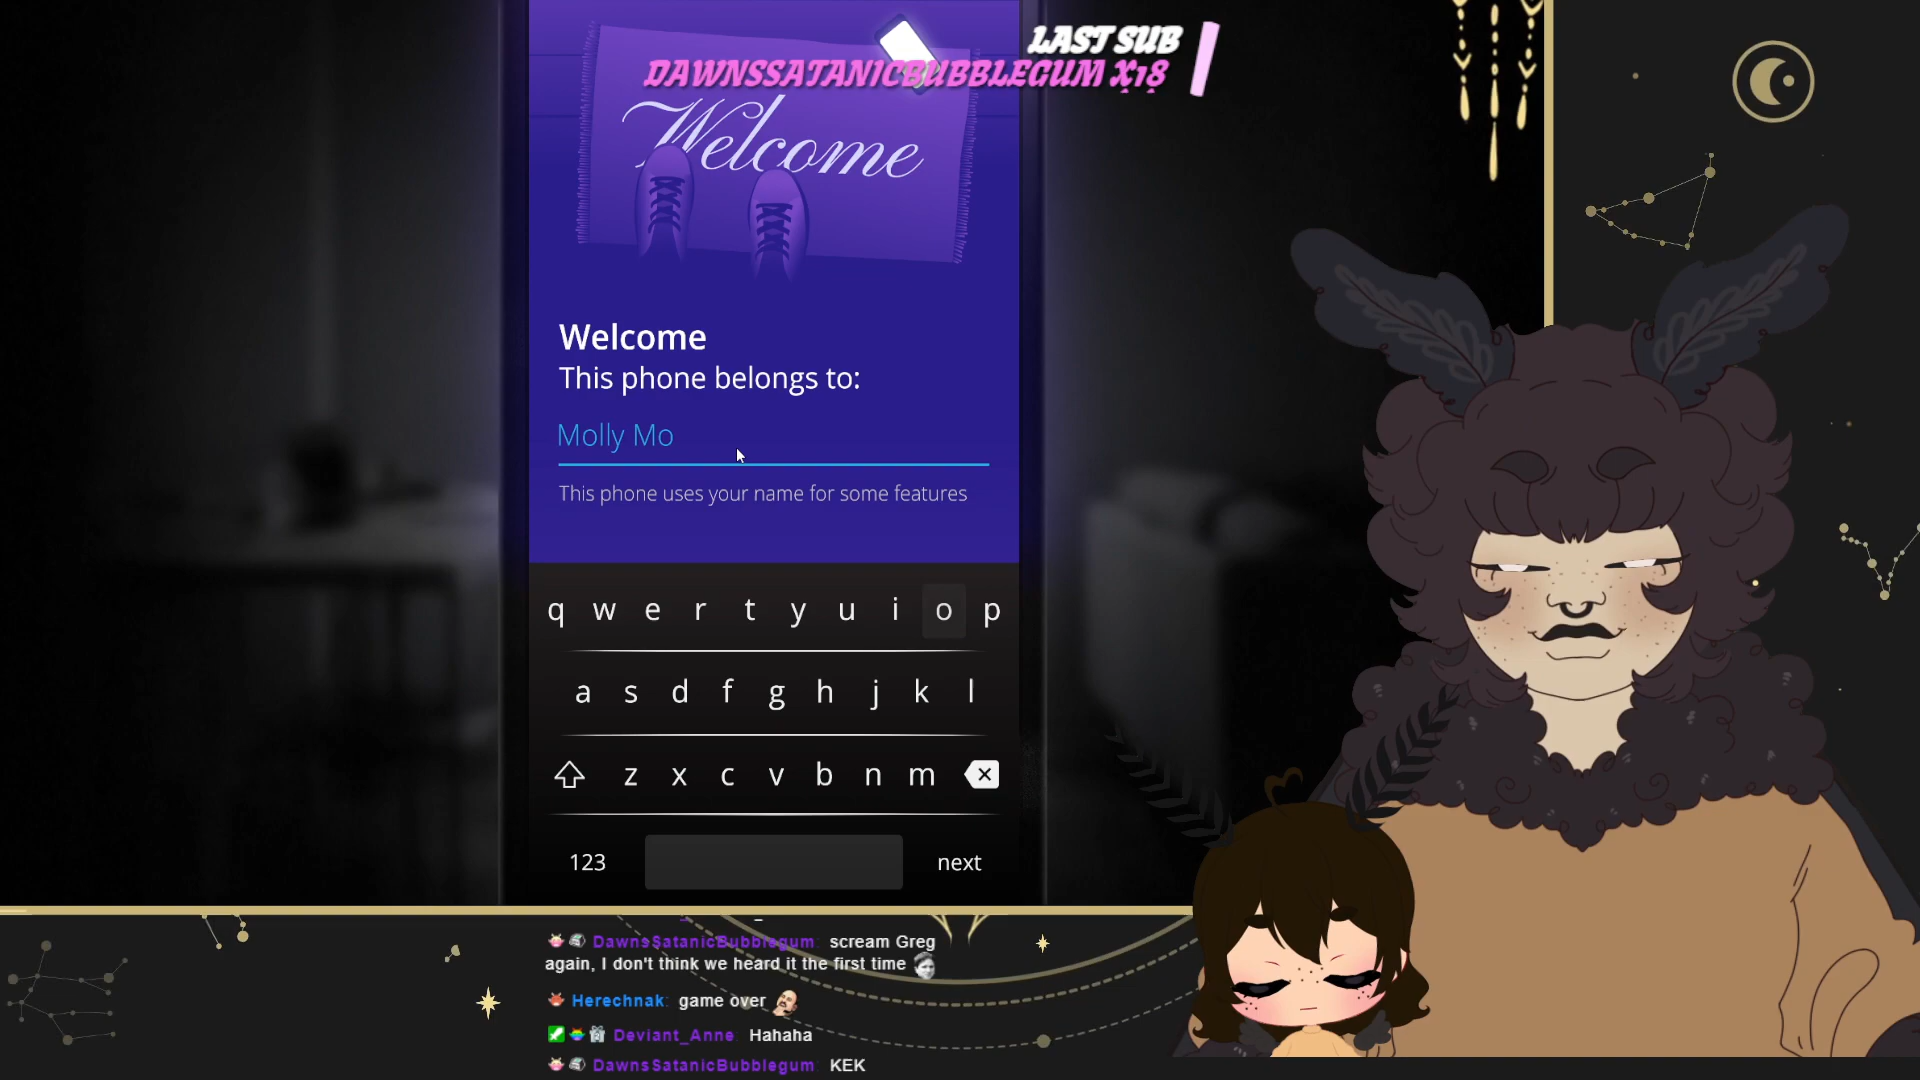 LAST SUB
DAWNSSATANICBUBBLEGUM X18
Welcome
Welcome
This phone belongs to:
Molly Mo
This phone uses your name for some features
q w e r t y u i o p
a s d f g h j k l
z x c v b n m
123 next
DawnsSatanicBubblegum: scream Greg
again, I don't think we heard it the first time
Herechnak: game over
Deviant_Anne: Hahaha
DawnsSatanicBubblegum: KEK